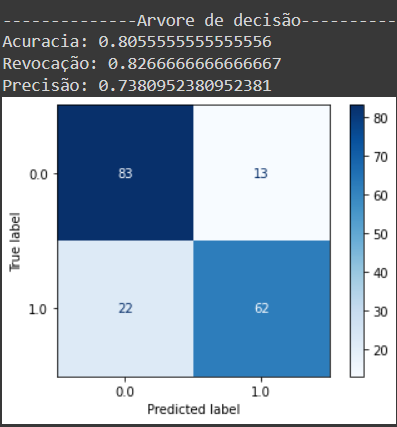 --------------Arvore de decisão----------
Acuracia: 0.8055555555555556
Revocação: 0.8266666666666667
Precisão: 0.7380952380952381
80
0.0 83 13
70
60
True label
50
40
1.0 22 62
30
20
0.0 1.0
Predicted label